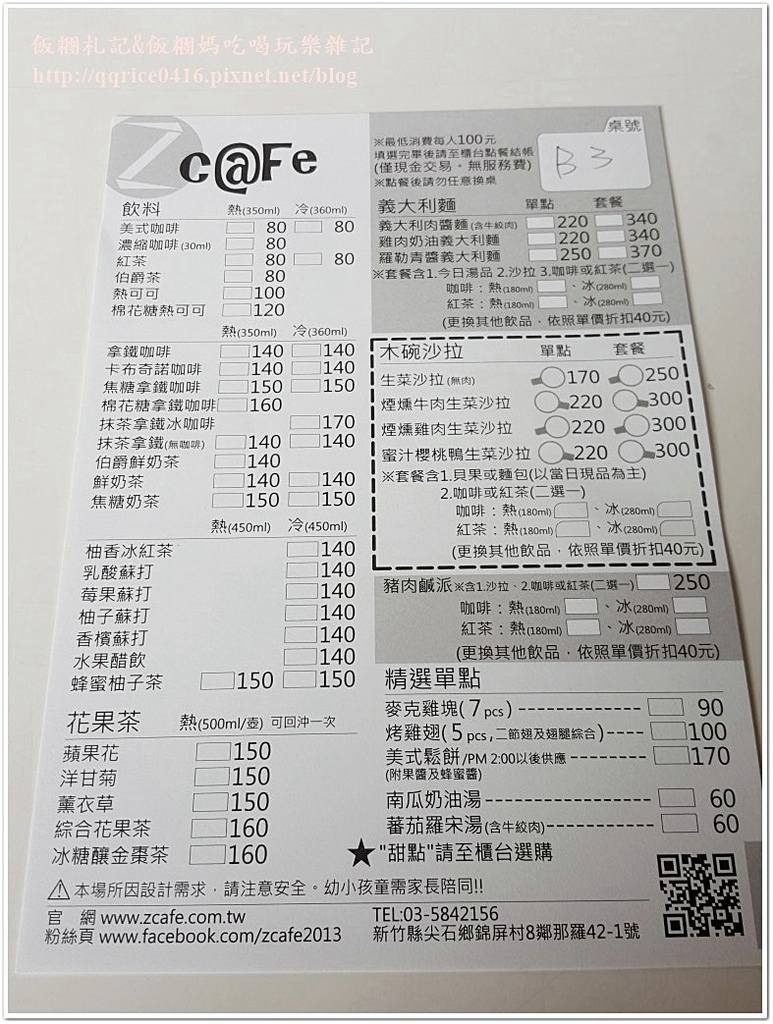 飯糰札記&飯糰媽吃喝玩樂雜記
http://qqrice0416.pixnet.net/blog
Z c@Fe
※最低消費每人100元
填選完畢後請至櫃台點餐結帳
(僅現金交易。無服務費)
※點餐後請勿任意換桌
桌號
B3
飲料 熱(350ml) 冷(360ml)
美式咖啡 80 80
濃縮咖啡(30ml) 80
紅茶 80 80
伯爵茶 80
熱可可 100
棉花糖熱可可 120
熱(350ml) 冷(360ml)
拿鐵咖啡 140 140
卡布奇諾咖啡 140 140
焦糖拿鐵咖啡 150 150
棉花糖拿鐵咖啡 160
抹茶拿鐵冰咖啡 170
抹茶拿鐵(無咖啡) 140 140
伯爵鮮奶茶 140
鮮奶茶 140 140
焦糖奶茶 150 150
熱(450ml) 冷(450ml)
柚香冰紅茶 140
乳酸蘇打 140
莓果蘇打 140
柚子蘇打 140
香檳蘇打 140
水果醋飲 140
蜂蜜柚子茶 150 150
花果茶 熱(500ml/壺) 可回沖一次
蘋果花 150
洋甘菊 150
薰衣草 150
綜合花果茶 160
冰糖釀金棗茶 160
義大利麵 單點 套餐
義大利肉醬麵(含牛絞肉) 220 340
雞肉奶油義大利麵 220 340
羅勒青醬義大利麵 250 370
※套餐含1.今日湯品 2.沙拉 3.咖啡或紅茶(二選一)
咖啡：熱(180ml) 、冰(280ml)
紅茶：熱(180ml) 、冰(280ml)
(更換其他飲品．依照單價折扣40元)
木碗沙拉 單點 套餐
生菜沙拉(無肉) 170 250
煙燻牛肉生菜沙拉 220 300
煙燻雞肉生菜沙拉 220 300
蜜汁櫻桃鴨生菜沙拉 220 300
※套餐含1.貝果或麵包(以當日現品為主)
2.咖啡或紅茶(二選一)
咖啡：熱(180ml) 、冰(280ml)
紅茶：熱(180ml) 、冰(280ml)
(更換其他飲品．依照單價折扣40元)
豬肉鹹派※含1.沙拉、2.咖啡或紅茶(二選一) 250
咖啡：熱(180ml) 、冰(280ml)
紅茶：熱(180ml) 、冰(280ml)
(更換其他飲品．依照單價折扣40元)
精選單點
麥克雞塊(7pcs) 90
烤雞翅(5pcs,二節翅及翅腿綜合) 100
美式鬆餅/PM 2:00以後供應 170
(附果醬及蜂蜜醬)
南瓜奶油湯 60
蕃茄羅宋湯(含牛絞肉) 60
★"甜點"請至櫃台選購
⚠本場所因設計需求，請注意安全。幼小孩童需家長陪同!!
官 網 www.zcafe.com.tw
粉絲頁 www.facebook.com/zcafe2013
TEL:03-5842156
新竹縣尖石鄉錦屏村8鄰那羅42-1號